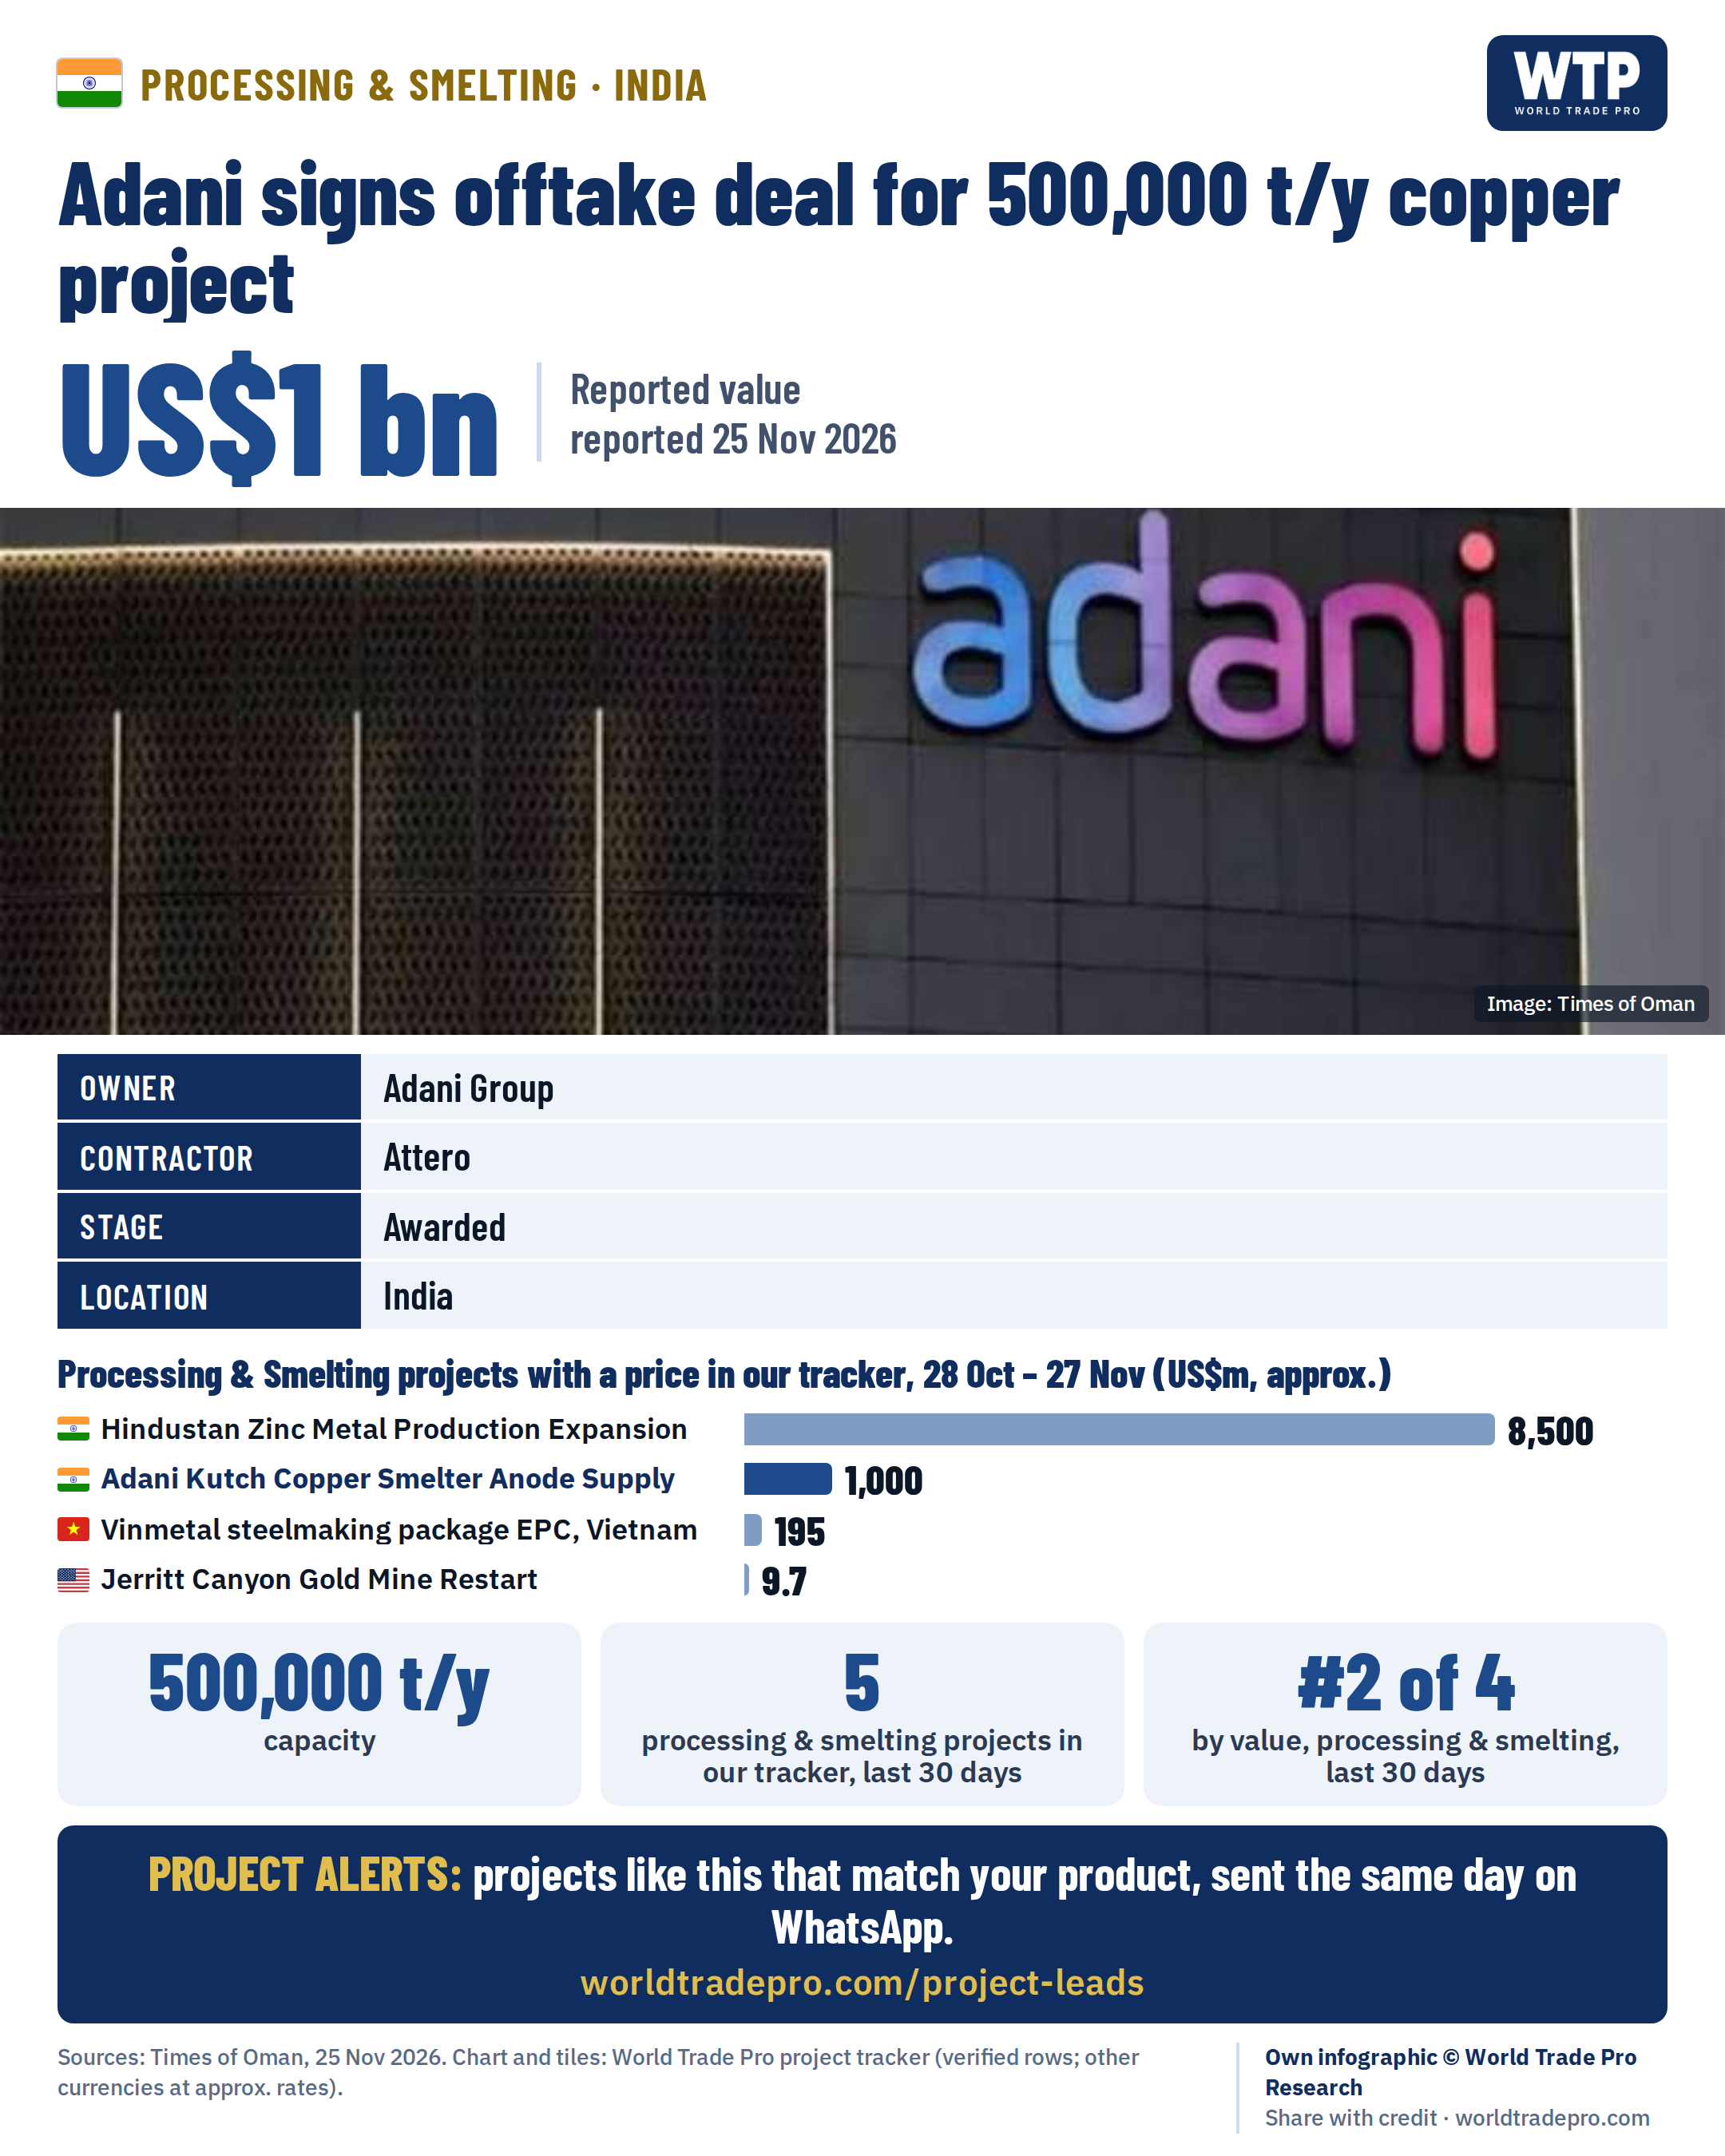 PROCESSING & SMELTING · INDIA
WTP
WORLD TRADE PRO
Adani signs offtake deal for 500,000 t/y copper
project
US$1 bn
Reported value
reported 25 Nov 2026
adani
Image: Times of Oman
OWNER Adani Group
CONTRACTOR Attero
STAGE Awarded
LOCATION India
Processing & Smelting projects with a price in our tracker, 28 Oct – 27 Nov (US$m, approx.)
Hindustan Zinc Metal Production Expansion 8,500
Adani Kutch Copper Smelter Anode Supply 1,000
Vinmetal steelmaking package EPC, Vietnam 195
Jerritt Canyon Gold Mine Restart 9.7
500,000 t/y
capacity
5
processing & smelting projects in
our tracker, last 30 days
#2 of 4
by value, processing & smelting,
last 30 days
PROJECT ALERTS: projects like this that match your product, sent the same day on
WhatsApp.
worldtradepro.com/project-leads
Sources: Times of Oman, 25 Nov 2026. Chart and tiles: World Trade Pro project tracker (verified rows; other
currencies at approx. rates).
Own infographic © World Trade Pro
Research
Share with credit · worldtradepro.com